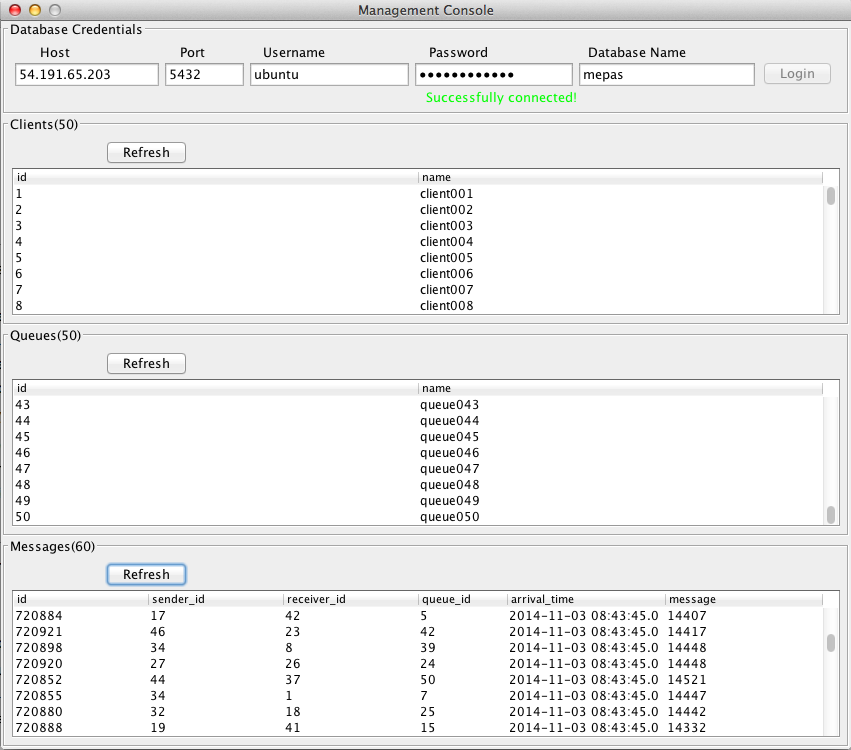 Management Console
Database Credentials
Host Port Username Password Database Name
54.191.65.203 5432 ubuntu ●●●●●●●●●●●● mepas Login
Successfully connected!
Clients(50)
Refresh
id name
1 client001
2 client002
3 client003
4 client004
5 client005
6 client006
7 client007
8 client008
Queues(50)
Refresh
id name
43 queue043
44 queue044
45 queue045
46 queue046
47 queue047
48 queue048
49 queue049
50 queue050
Messages(60)
Refresh
id sender_id receiver_id queue_id arrival_time message
720884 17 42 5 2014-11-03 08:43:45.0 14407
720921 46 23 42 2014-11-03 08:43:45.0 14417
720898 34 8 39 2014-11-03 08:43:45.0 14448
720920 27 26 24 2014-11-03 08:43:45.0 14448
720852 44 37 50 2014-11-03 08:43:45.0 14521
720855 34 1 7 2014-11-03 08:43:45.0 14447
720880 32 18 25 2014-11-03 08:43:45.0 14442
720888 19 41 15 2014-11-03 08:43:45.0 14332